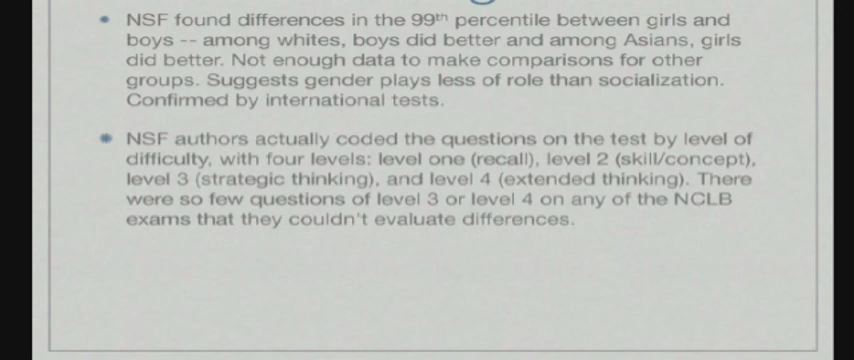 NSF found differences in the 99th percentile between girls and
boys -- among whites, boys did better and among Asians, girls
did better. Not enough data to make comparisons for other
groups. Suggests gender plays less of role than socialization.
Confirmed by international tests.
NSF authors actually coded the questions on the test by level of
difficulty, with four levels: level one (recall), level 2 (skill/concept),
level 3 (strategic thinking), and level 4 (extended thinking). There
were so few questions of level 3 or level 4 on any of the NCLB
exams that they couldn't evaluate differences.